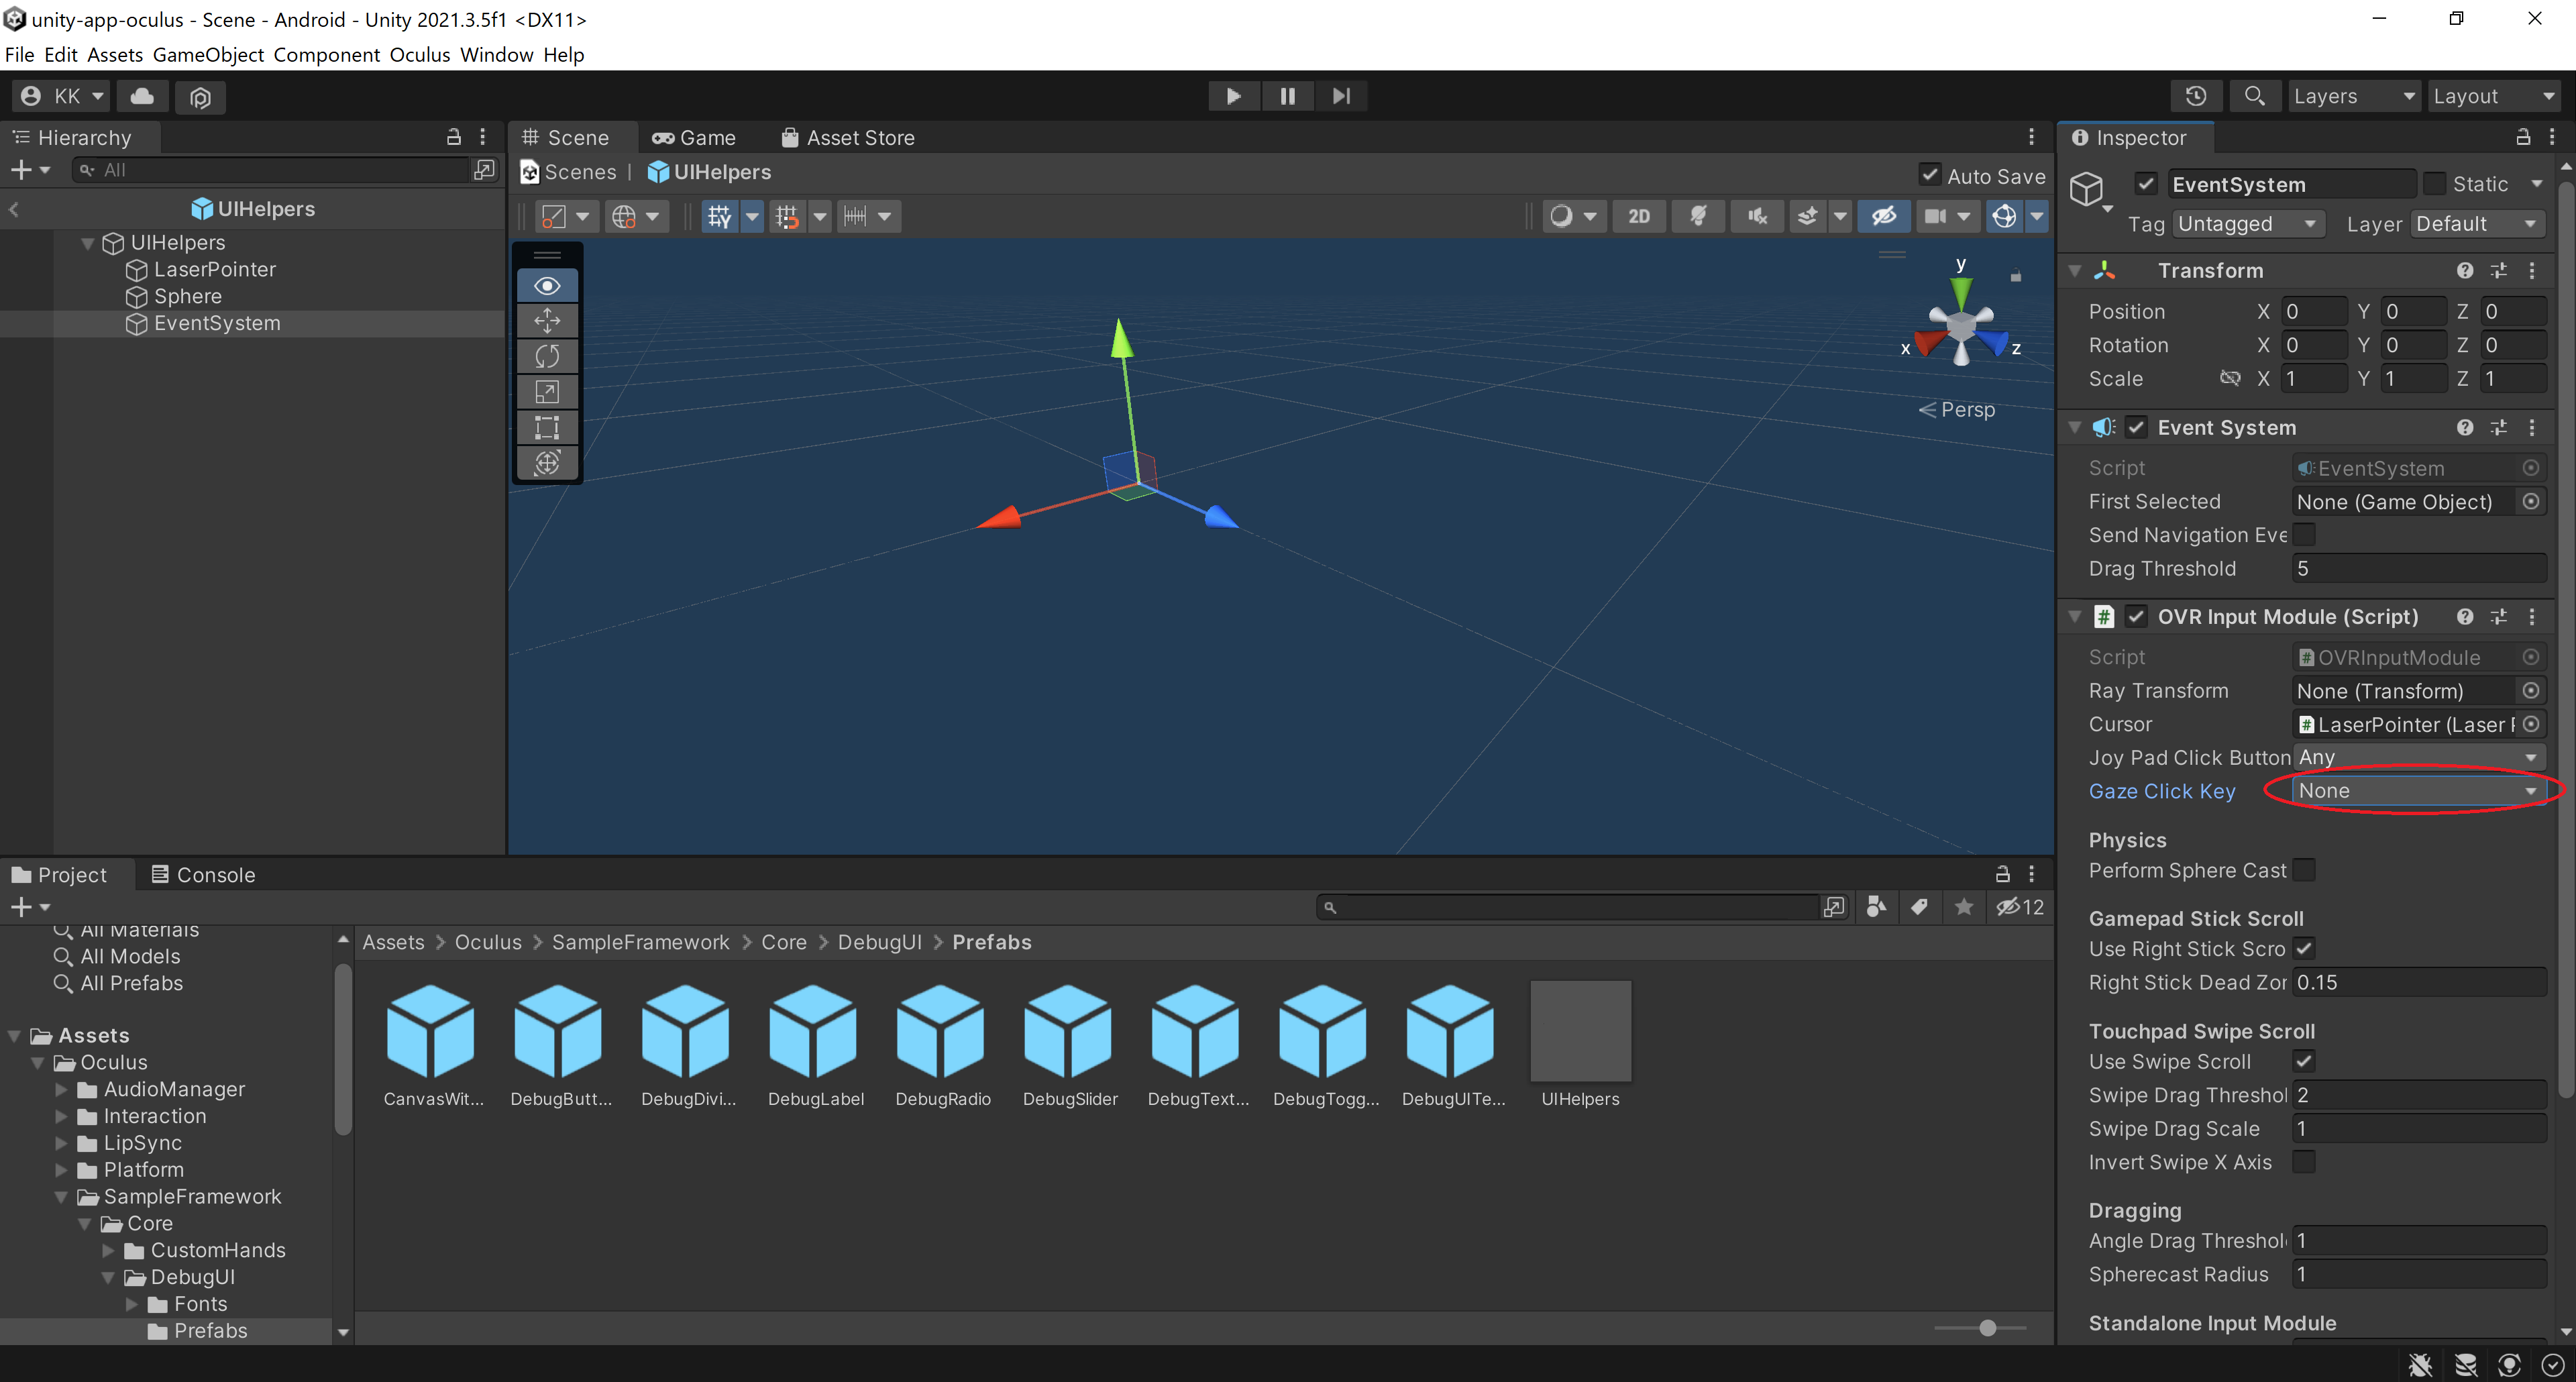 unity-app-oculus - Scene - Android - Unity 2021.3.5f1 <DX11>
File Edit Assets GameObject Component Oculus Window Help
KK
Layers
Layout
Hierarchy
All
UIHelpers
UIHelpers
LaserPointer
Sphere
EventSystem
Scene
Game
Asset Store
Scenes | UIHelpers
Auto Save
2D
y
x
z
Persp
Inspector
EventSystem
Static
Tag Untagged
Layer Default
Transform
Position X 0 Y 0 Z 0
Rotation X 0 Y 0 Z 0
Scale X 1 Y 1 Z 1
Event System
Script EventSystem
First Selected None (Game Object)
Send Navigation Eve
Drag Threshold 5
# OVR Input Module (Script)
Script # OVRInputModule
Ray Transform None (Transform)
Cursor # LaserPointer (Laser P
Joy Pad Click Button Any
Gaze Click Key None
Physics
Perform Sphere Cast
Gamepad Stick Scroll
Use Right Stick Scro
Right Stick Dead Zor 0.15
Touchpad Swipe Scroll
Use Swipe Scroll
Swipe Drag Threshol 2
Swipe Drag Scale 1
Invert Swipe X Axis
Dragging
Angle Drag Threshol 1
Spherecast Radius 1
Standalone Input Module
Project
Console
12
All Materials
All Models
All Prefabs
Assets
Oculus
AudioManager
Interaction
LipSync
Platform
SampleFramework
Core
CustomHands
DebugUI
Fonts
Prefabs
Assets > Oculus > SampleFramework > Core > DebugUI > Prefabs
CanvasWit...
DebugButt...
DebugDivi...
DebugLabel
DebugRadio
DebugSlider
DebugText...
DebugTogg...
DebugUITe...
UIHelpers